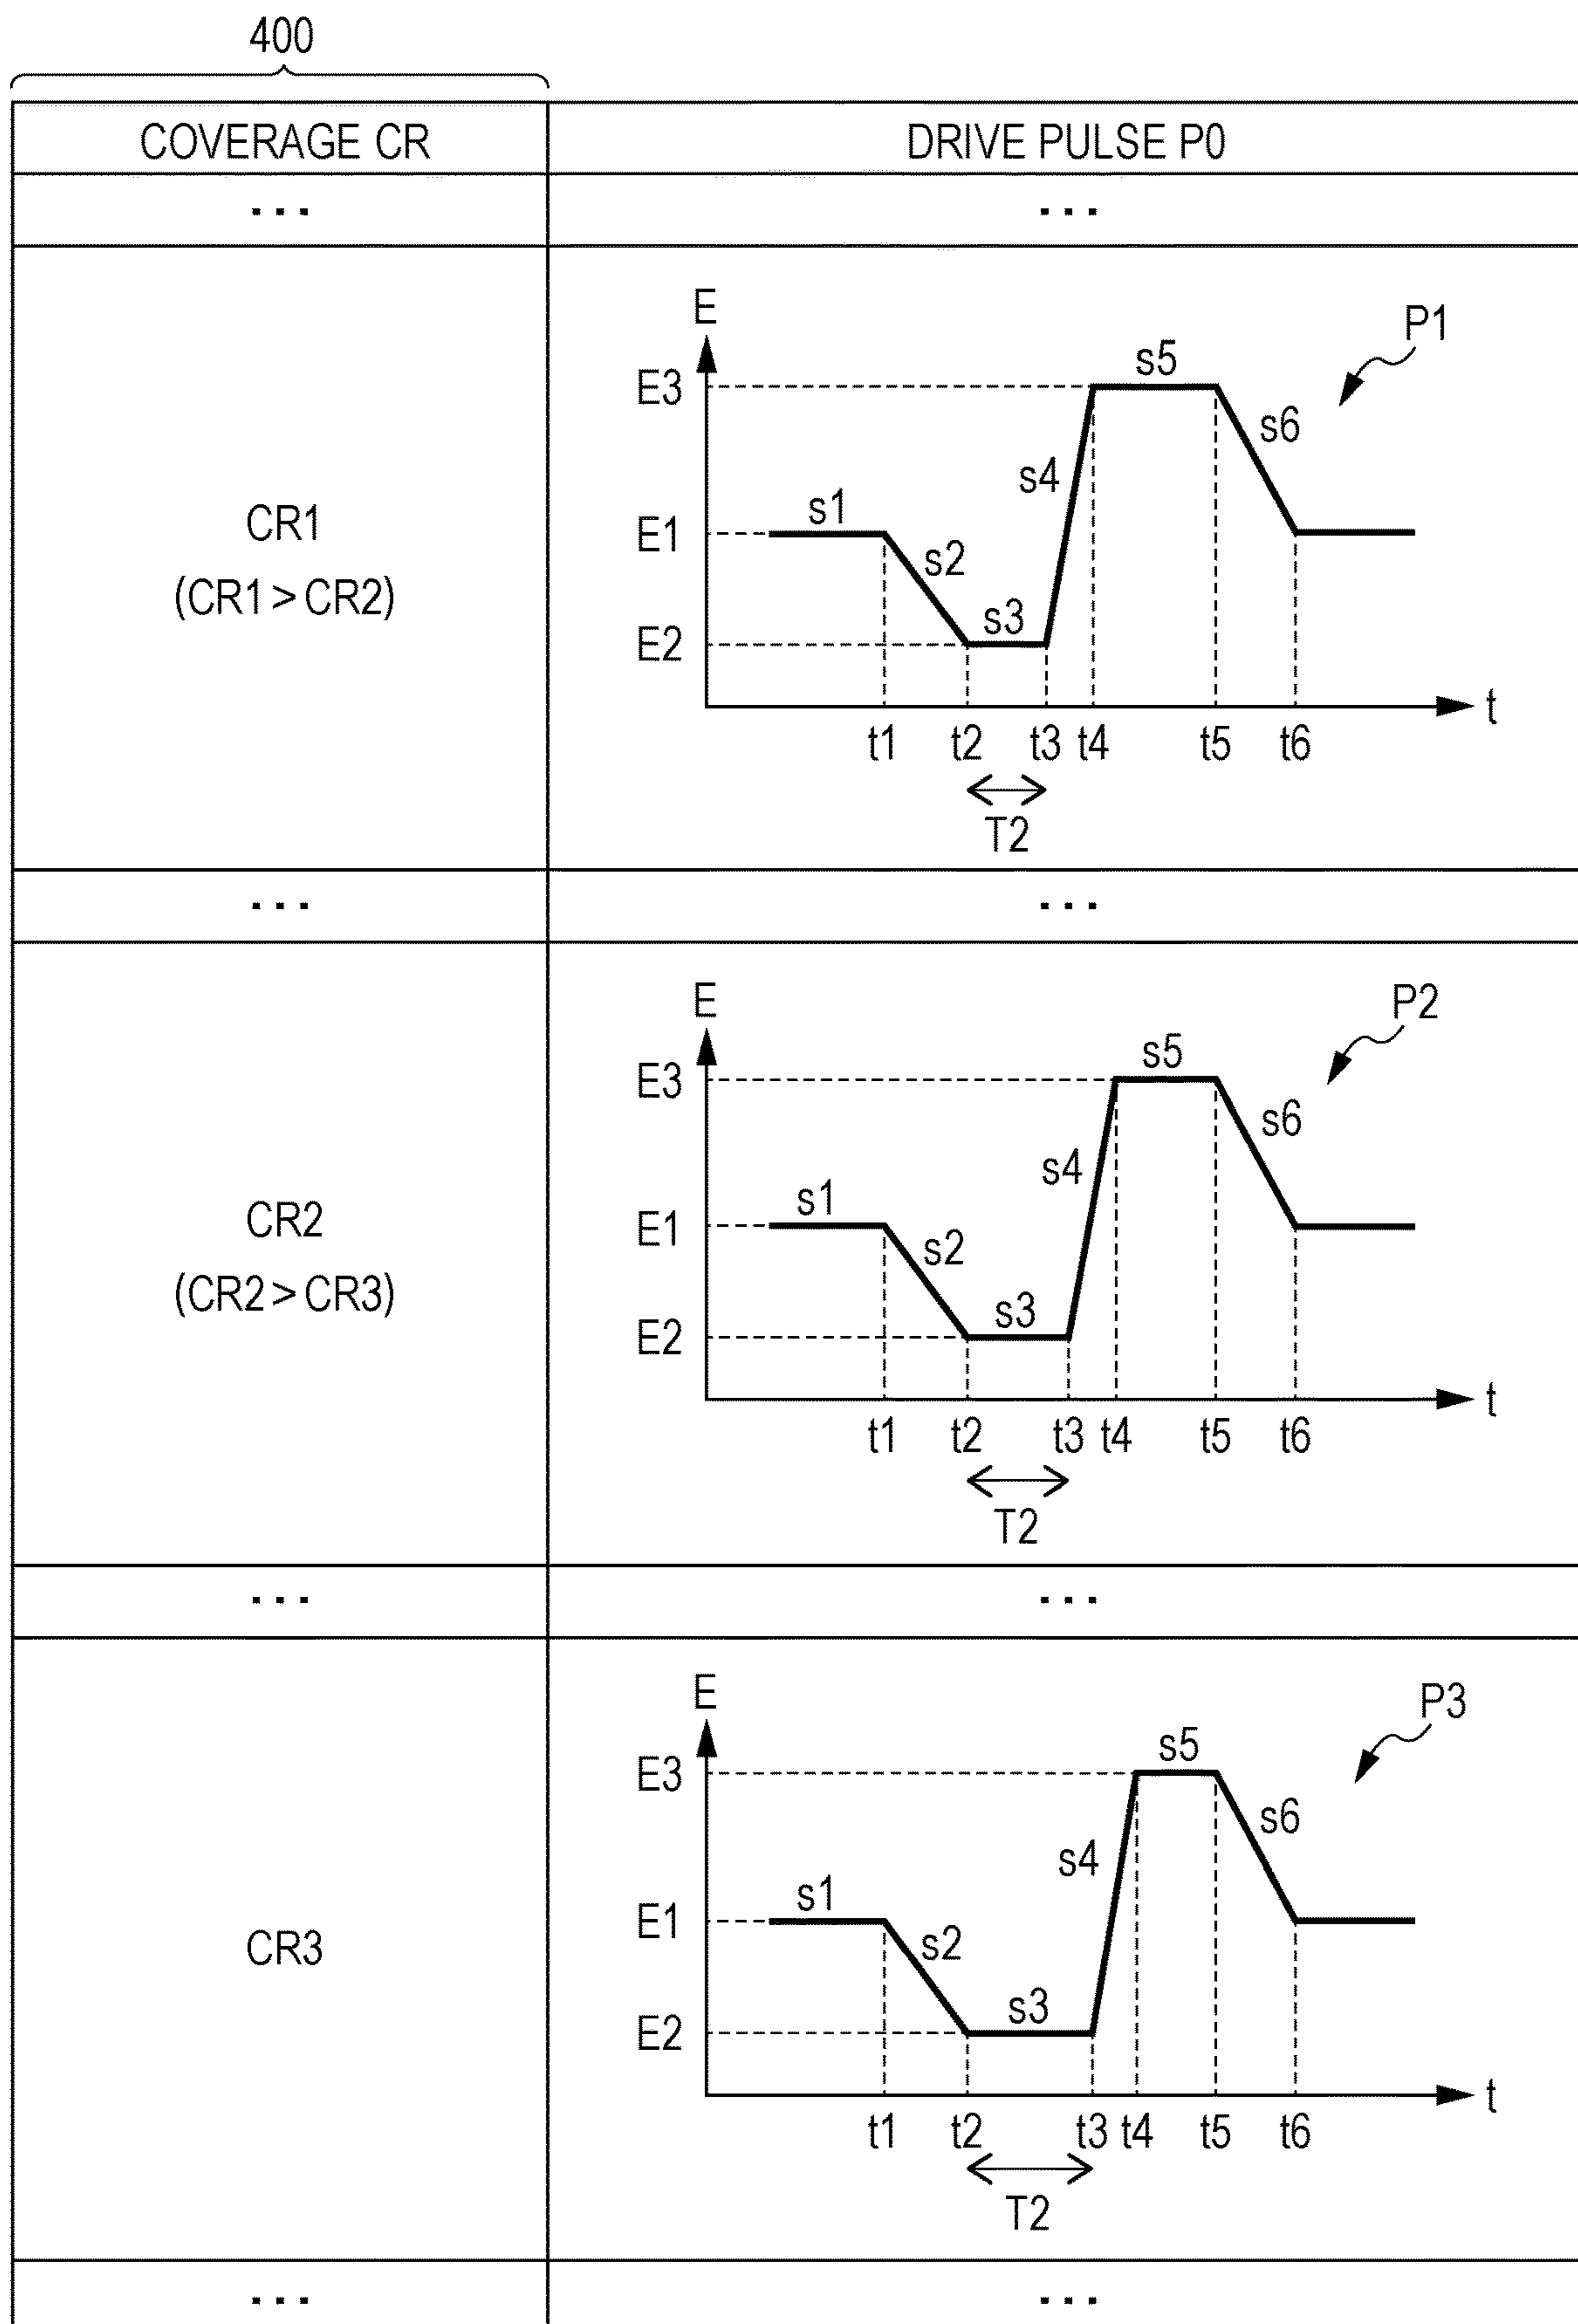 400
COVERAGE CR DRIVE PULSE P0
... ...
E
P1
E3 s5
s6
s4
CR1
(CR1 > CR2)
E1 s1
s2
s3
E2
t
t1 t2 t3 t4 t5 t6
T2
... ...
E
P2
E3 s5
s6
s4
CR2
(CR2 > CR3)
E1 s1
s2
s3
E2
t
t1 t2 t3 t4 t5 t6
T2
... ...
E
P3
E3 s5
s6
s4
CR3
E1 s1
s2
s3
E2
t
t1 t2 t3 t4 t5 t6
T2
... ...